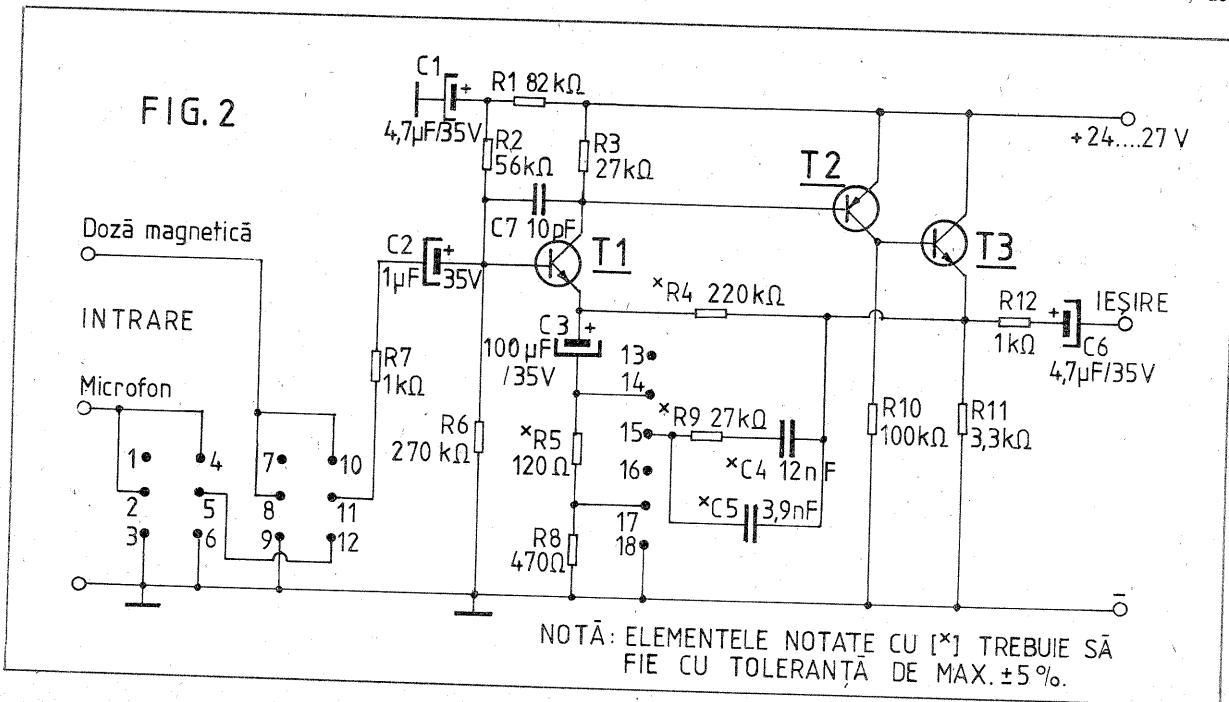 FIG. 2
C1
+
4,7µF/35V
R1 82kΩ
R2
56kΩ
R3
27kΩ
+24....27 V
T2
C7 10pF
T1
T3
Doză magnetică
C2
+
1µF 35V
INTRARE
R7
1kΩ
Microfon
×R4 220kΩ
R12
1kΩ
+
IEȘIRE
C6
4,7µF/35V
C3 +
100µF
/35V
13
14
15
16
17
18
R6
270 kΩ
×R5
120 Ω
R8
470Ω
×R9 27kΩ
×C4 12nF
×C5 3,9nF
R10
100kΩ
R11
3,3kΩ
1 4 7 10
2 5 8 11
3 6 9 12
-
NOTĂ: ELEMENTELE NOTATE CU [×] TREBUIE SĂ
FIE CU TOLERANȚĂ DE MAX. ±5%.